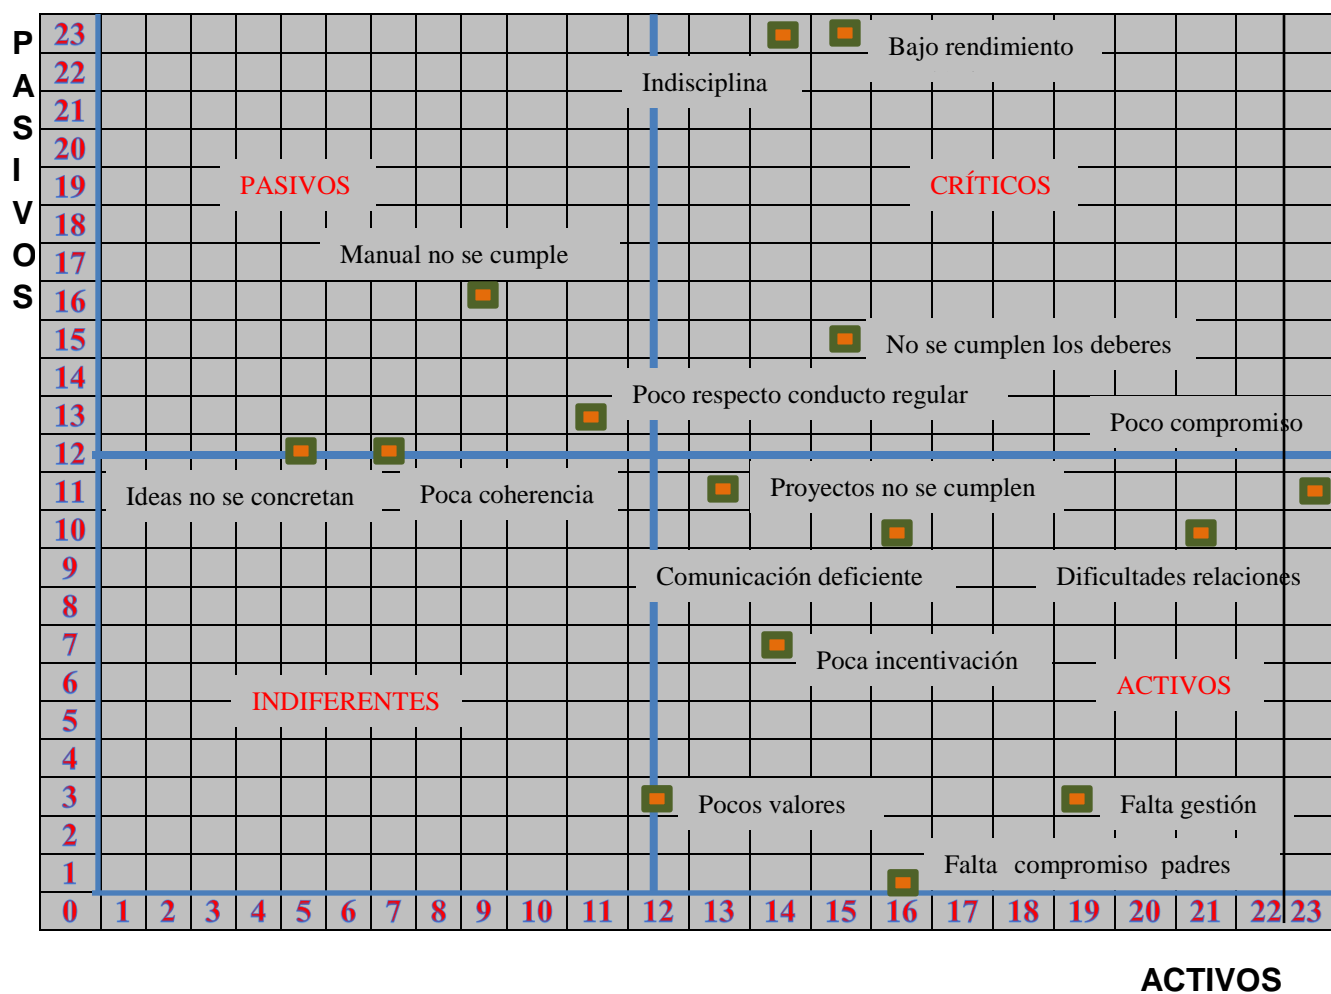 PASIVOS
23
Bajo rendimiento
22
Indisciplina
21
20
19
PASIVOS
CRÍTICOS
18
17
Manual no se cumple
16
15
No se cumplen los deberes
14
Poco respecto conducto regular
13
Poco compromiso
12
11
Ideas no se concretan
Poca coherencia
Proyectos no se cumplen
10
9
Comunicación deficiente
Dificultades relaciones
8
7
Poca incentivación
6
INDIFERENTES
ACTIVOS
5
4
3
Pocos valores
Falta gestión
2
1
Falta compromiso padres
0 1 2 3 4 5 6 7 8 9 10 11 12 13 14 15 16 17 18 19 20 21 22 23
ACTIVOS